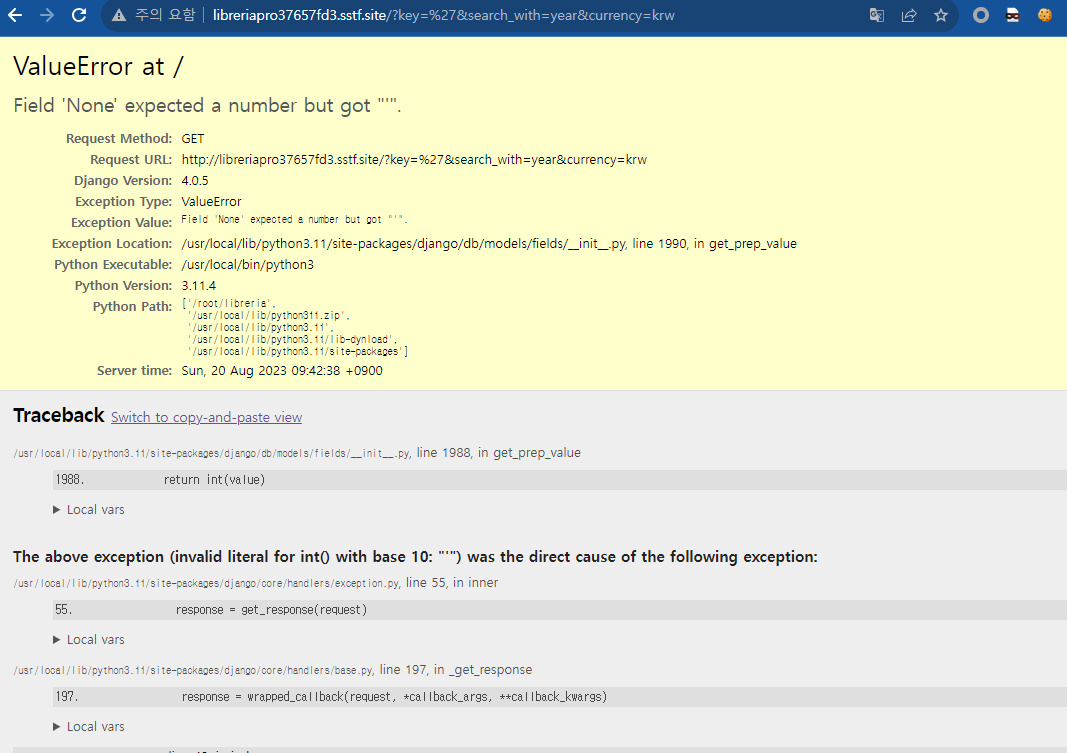 주의 요함 libreriapro37657fd3.sstf.site/?key=%27&search_with=year&currency=krw
ValueError at /
Field 'None' expected a number but got "'".
Request Method: GET
Request URL: http://libreriapro37657fd3.sstf.site/?key=%27&search_with=year&currency=krw
Django Version: 4.0.5
Exception Type: ValueError
Exception Value: Field 'None' expected a number but got "'".
Exception Location: /usr/local/lib/python3.11/site-packages/django/db/models/fields/__init__.py, line 1990, in get_prep_value
Python Executable: /usr/local/bin/python3
Python Version: 3.11.4
Python Path: ['/root/libreria',
'/usr/local/lib/python311.zip',
'/usr/local/lib/python3.11',
'/usr/local/lib/python3.11/lib-dynload',
'/usr/local/lib/python3.11/site-packages']
Server time: Sun, 20 Aug 2023 09:42:38 +0900
Traceback Switch to copy-and-paste view
/usr/local/lib/python3.11/site-packages/django/db/models/fields/__init__.py, line 1988, in get_prep_value
1988. return int(value)
▶ Local vars
The above exception (invalid literal for int() with base 10: "'") was the direct cause of the following exception:
/usr/local/lib/python3.11/site-packages/django/core/handlers/exception.py, line 55, in inner
55. response = get_response(request)
▶ Local vars
/usr/local/lib/python3.11/site-packages/django/core/handlers/base.py, line 197, in _get_response
197. response = wrapped_callback(request, *callback_args, **callback_kwargs)
▶ Local vars